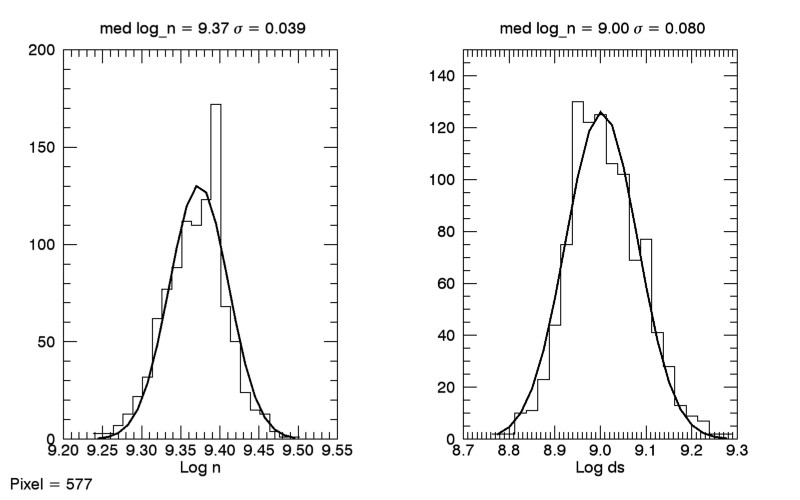 med log_n = 9.37 σ = 0.039
200
150
100
50
0
9.20 9.25 9.30 9.35 9.40 9.45 9.50 9.55
Log n
med log_n = 9.00 σ = 0.080
140
120
100
80
60
40
20
0
8.7 8.8 8.9 9.0 9.1 9.2 9.3
Log ds
Pixel = 577